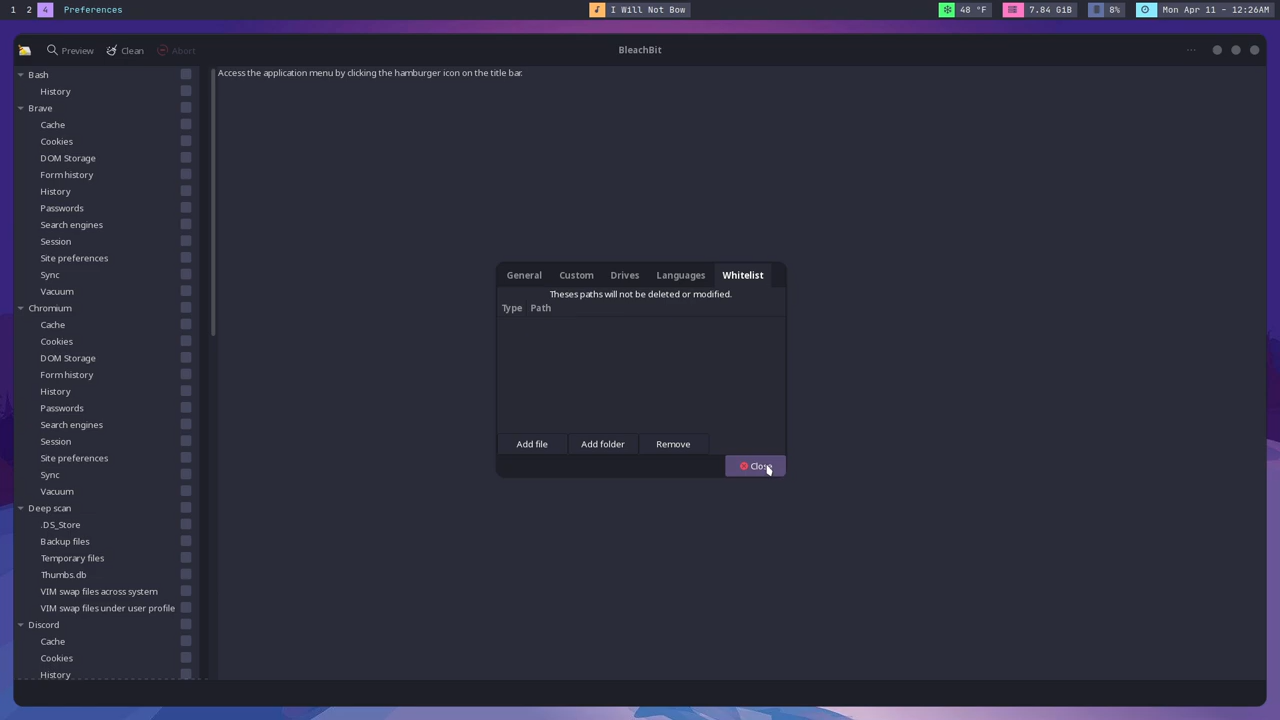 1 2 4 Preferences
I Will Not Bow
48 °F 7.84 GiB 8% Mon Apr 11 - 12:26AM
Preview Clean Abort
BleachBit
Access the application menu by clicking the hamburger icon on the title bar.
Bash
History
Brave
Cache
Cookies
DOM Storage
Form history
History
Passwords
Search engines
Session
Site preferences
Sync
Vacuum
Chromium
Cache
Cookies
DOM Storage
Form history
History
Passwords
Search engines
Session
Site preferences
Sync
Vacuum
Deep scan
.DS_Store
Backup files
Temporary files
Thumbs.db
VIM swap files across system
VIM swap files under user profile
Discord
Cache
Cookies
History
General Custom Drives Languages Whitelist
Theses paths will not be deleted or modified.
Type Path
Add file Add folder Remove
Close